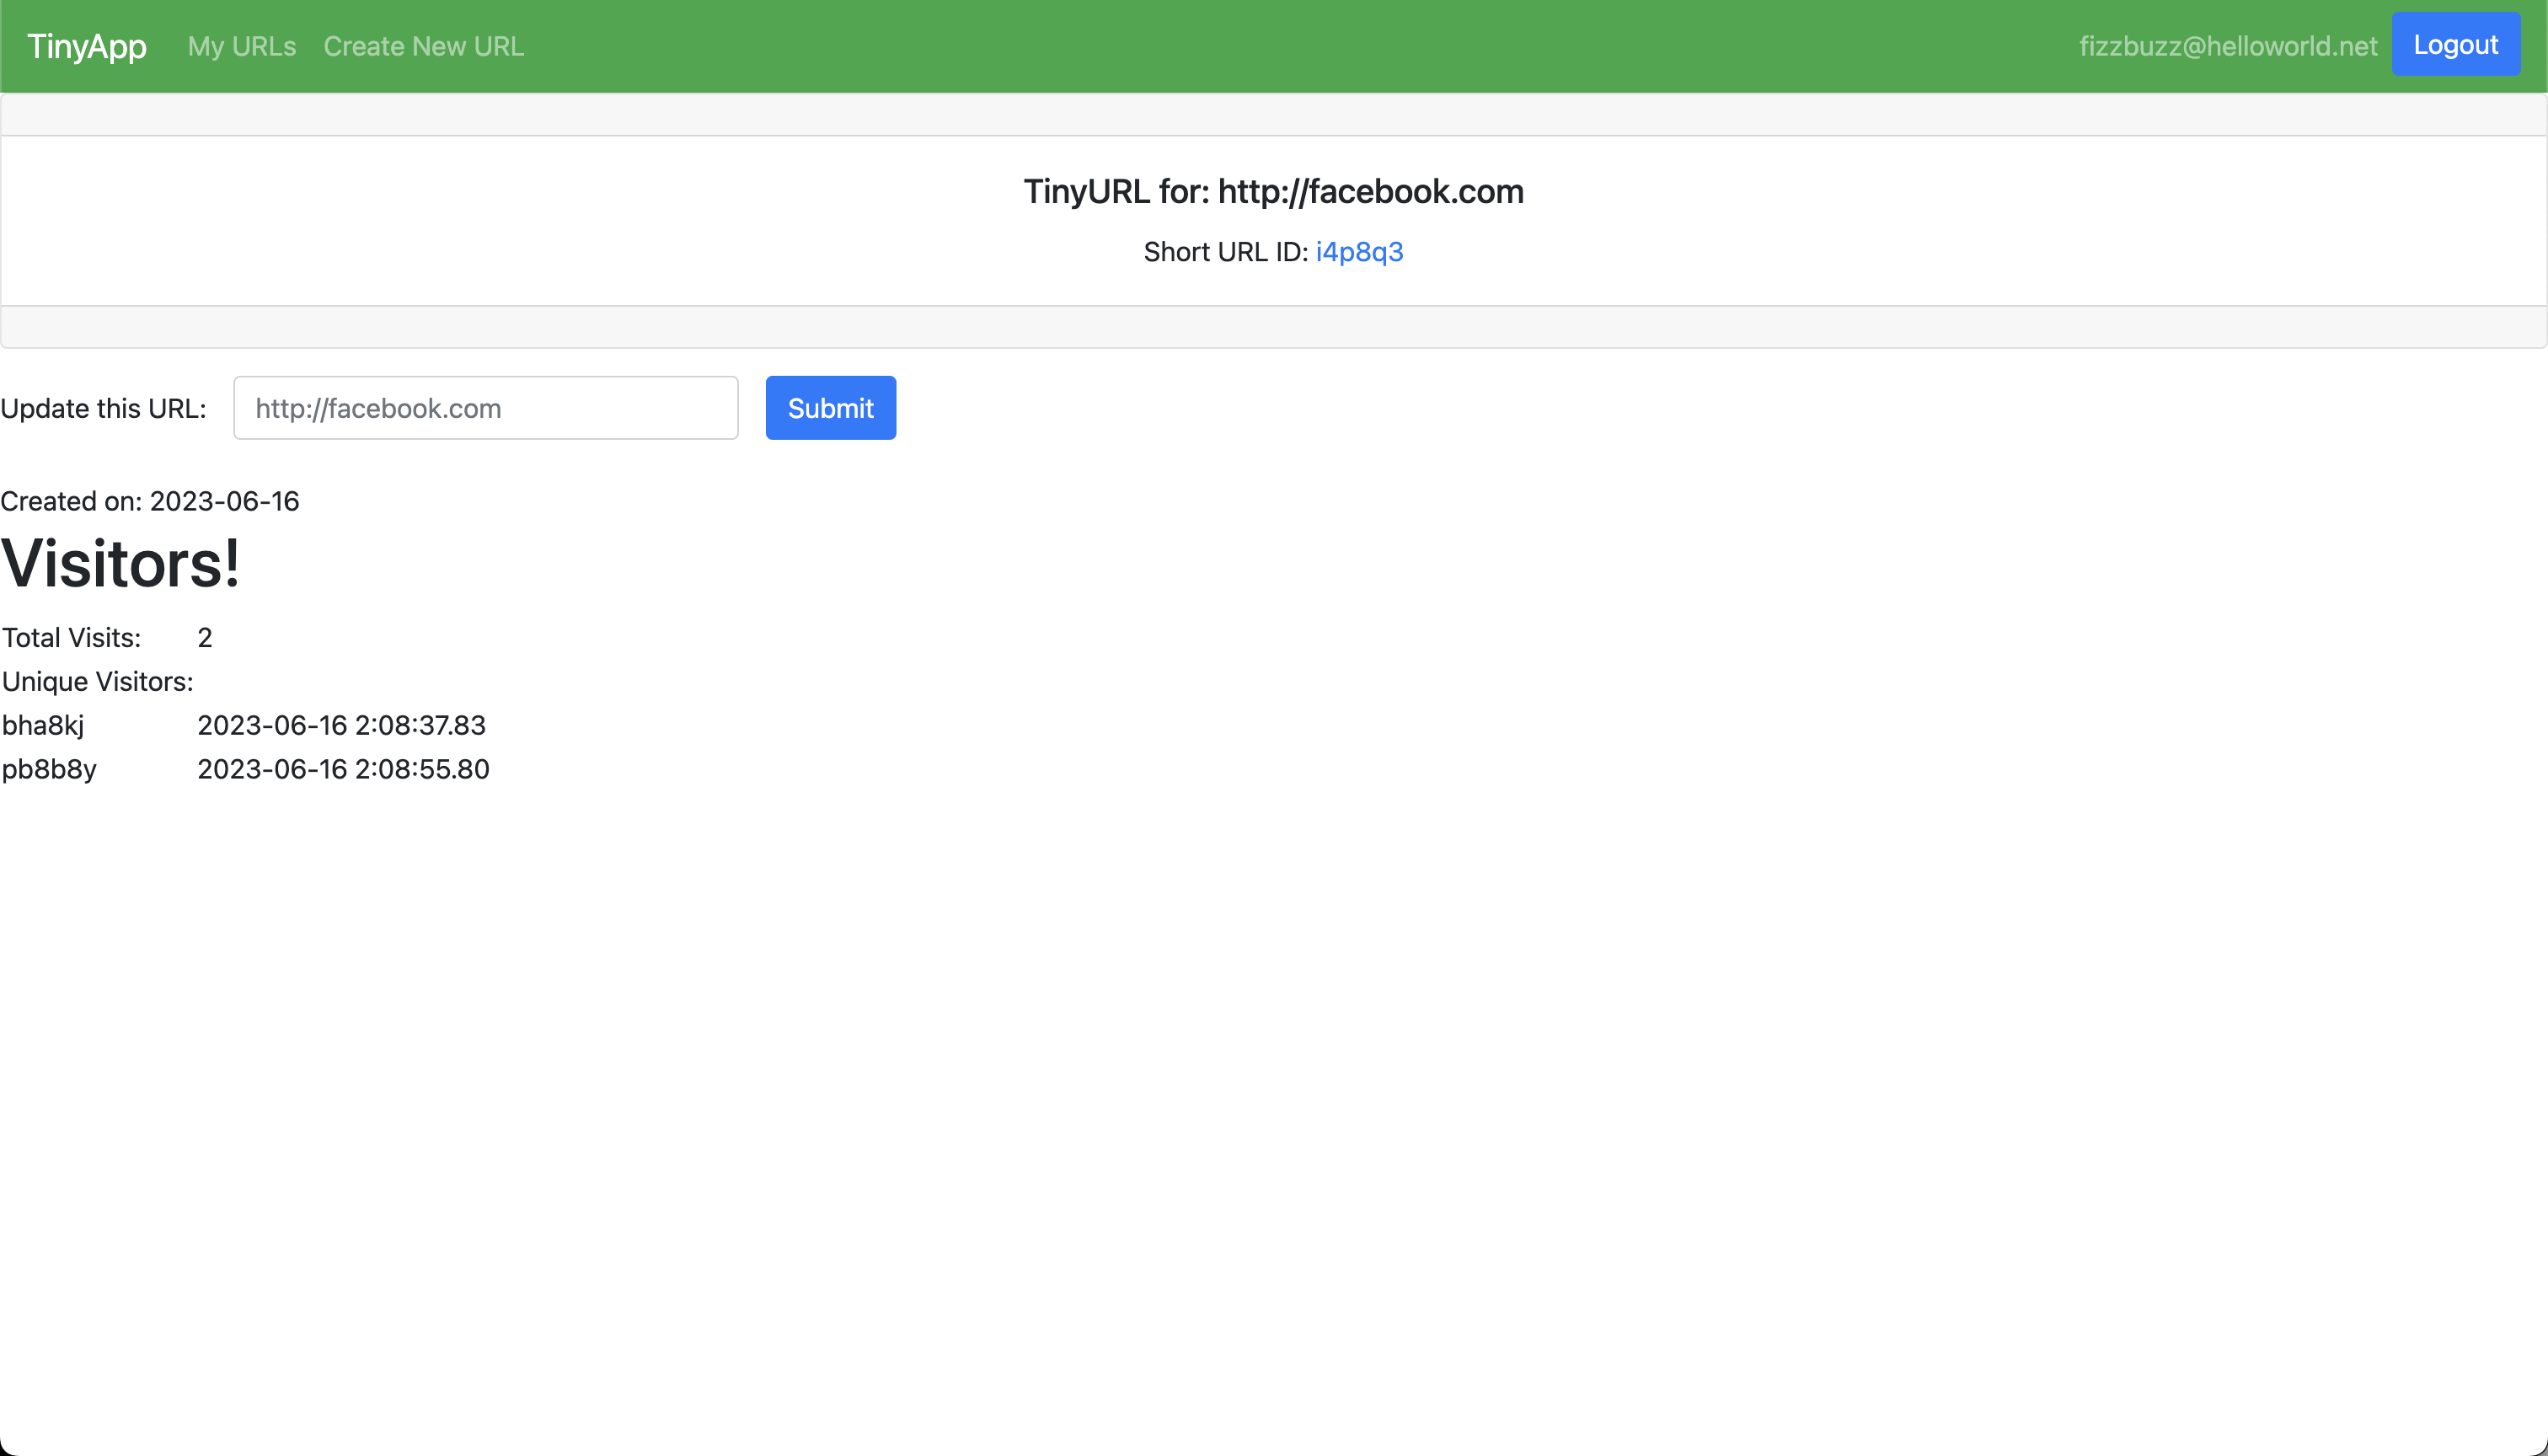 TinyApp My URLs Create New URL fizzbuzz@helloworld.net Logout
TinyURL for: http://facebook.com
Short URL ID: i4p8q3
Update this URL: http://facebook.com Submit
Created on: 2023-06-16
Visitors!
Total Visits: 2
Unique Visitors:
bha8kj 2023-06-16 2:08:37.83
pb8b8y 2023-06-16 2:08:55.80